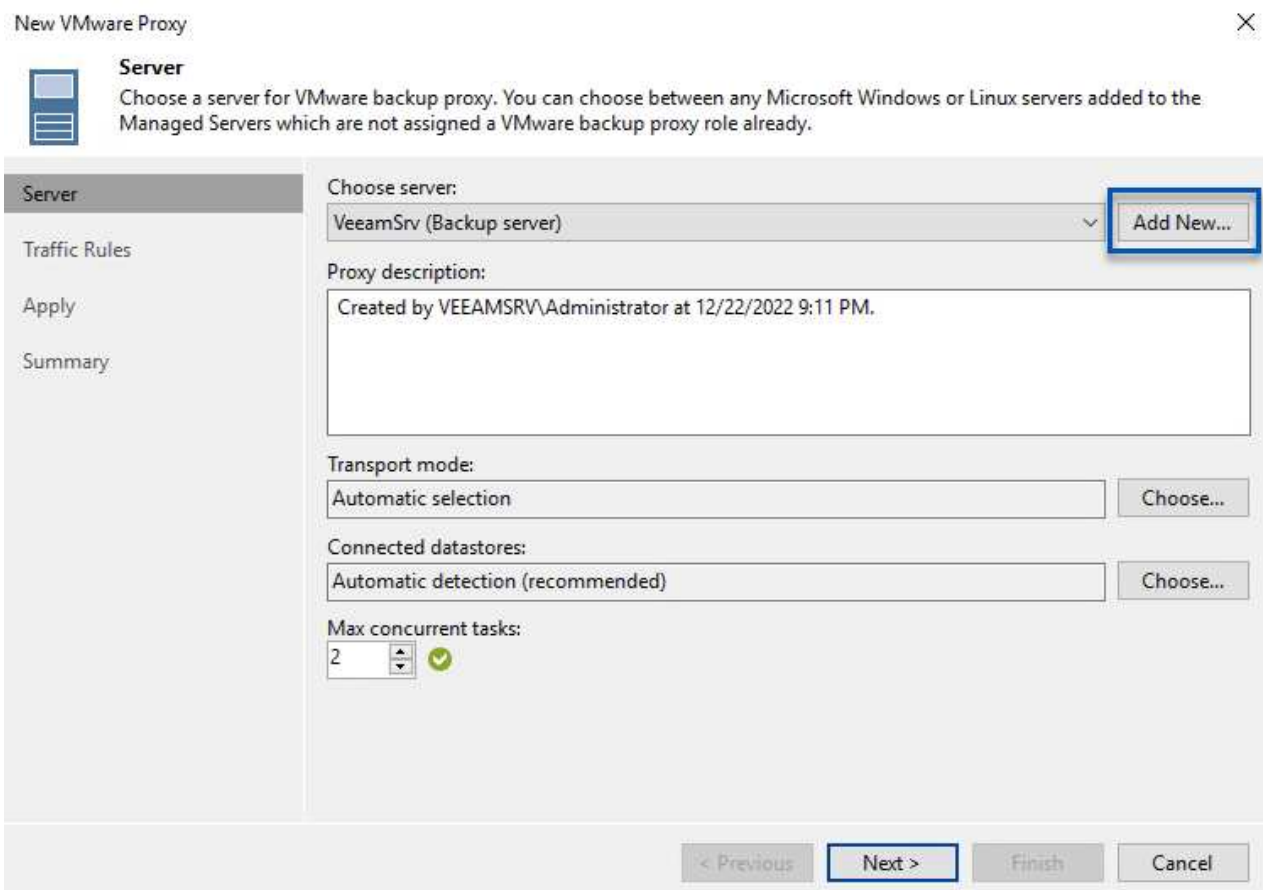 New VMware Proxy
Server
Choose a server for VMware backup proxy. You can choose between any Microsoft Windows or Linux servers added to the
Managed Servers which are not assigned a VMware backup proxy role already.
Server
Traffic Rules
Apply
Summary
Choose server:
VeeamSrv (Backup server)
Add New...
Proxy description:
Created by VEEAMSRV\Administrator at 12/22/2022 9:11 PM.
Transport mode:
Automatic selection
Choose...
Connected datastores:
Automatic detection (recommended)
Choose...
Max concurrent tasks:
2
< Previous
Next >
Finish
Cancel